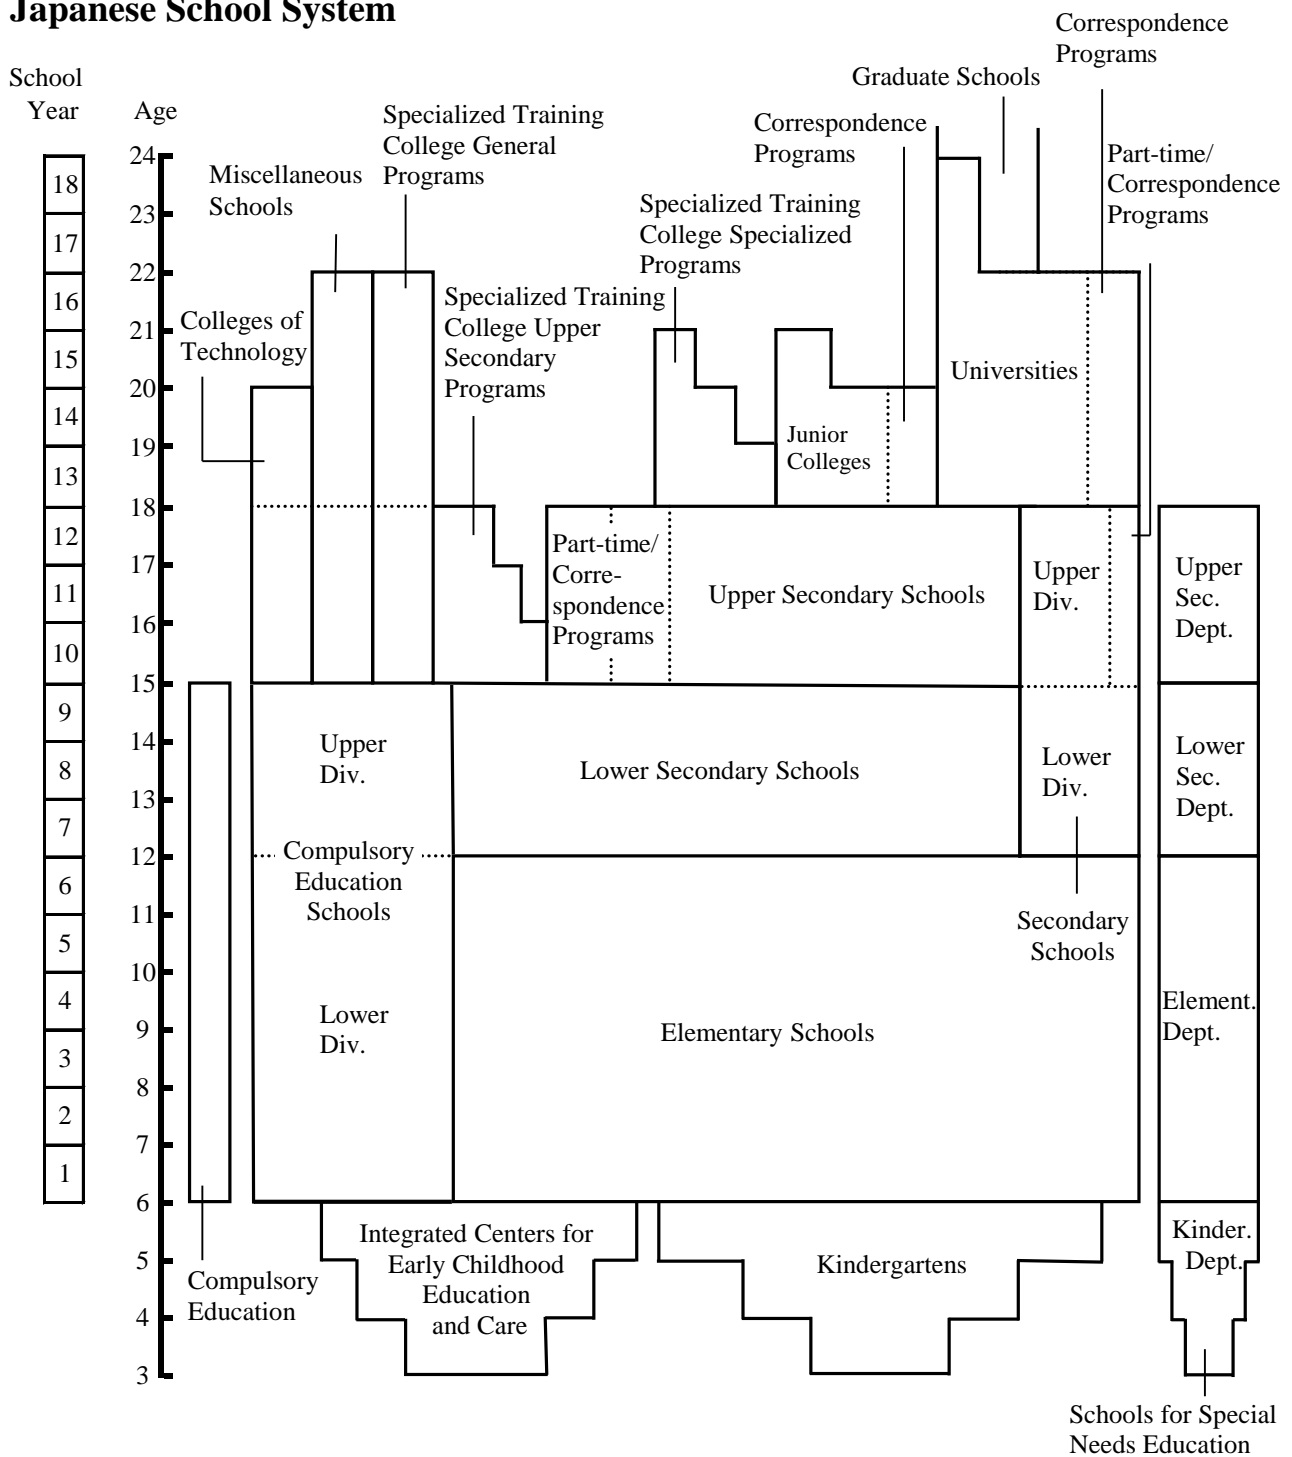 Japanese School System
Correspondence
Programs
School
Year
Age
Graduate Schools
Specialized Training
College General
Programs
Correspondence
Programs
Part-time/
Correspondence
Programs
Miscellaneous
Schools
Specialized Training
College Specialized
Programs
Specialized Training
College Upper
Secondary
Programs
Colleges of
Technology
Universities
Junior
Colleges
24
18
23
17
22
16
21
15
20
14
19
13
18
12
17
11
16
10
15
9
14
8
13
7
12
6
11
5
10
4
9
3
8
2
7
1
6
5
4
3
Part-time/
Corre-
spondence
Programs
Upper Secondary Schools
Upper
Div.
Upper
Sec.
Dept.
Upper
Div.
Lower Secondary Schools
Lower
Div.
Lower
Sec.
Dept.
Compulsory
Education
Schools
Secondary
Schools
Lower
Div.
Elementary Schools
Element.
Dept.
Integrated Centers for
Early Childhood
Education
and Care
Kindergartens
Kinder.
Dept.
Compulsory
Education
Schools for Special
Needs Education